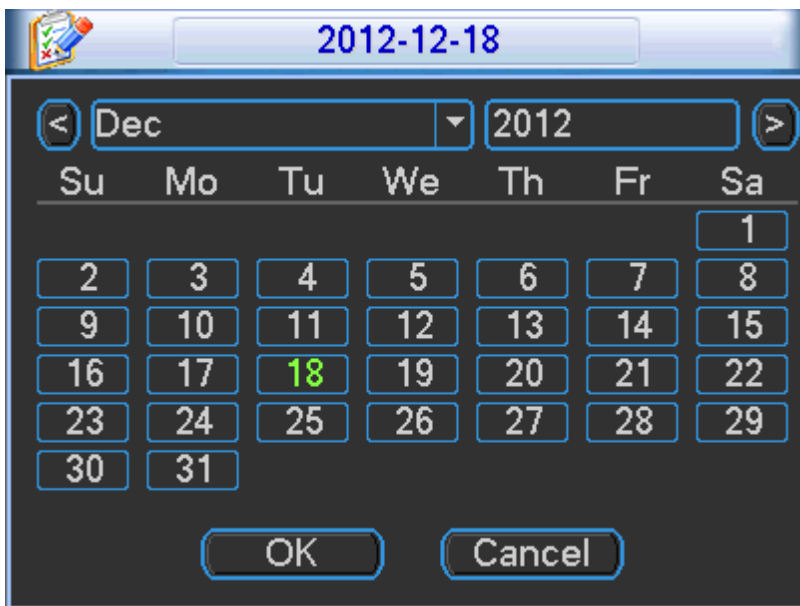 2012-12-18
< Dec 2012 >
Su Mo Tu We Th Fr Sa
1
2 3 4 5 6 7 8
9 10 11 12 13 14 15
16 17 18 19 20 21 22
23 24 25 26 27 28 29
30 31
OK Cancel